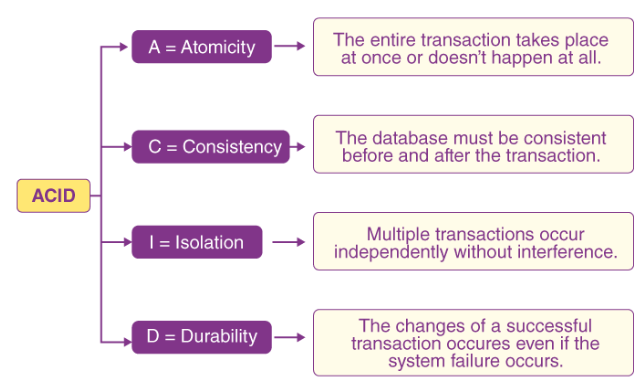 A = Atomicity
The entire transaction takes place
at once or doesn't happen at all.
C = Consistency
The database must be consistent
before and after the transaction.
ACID
I = Isolation
Multiple transactions occur
independently without interference.
D = Durability
The changes of a successful
transaction occures even if the
system failure occurs.